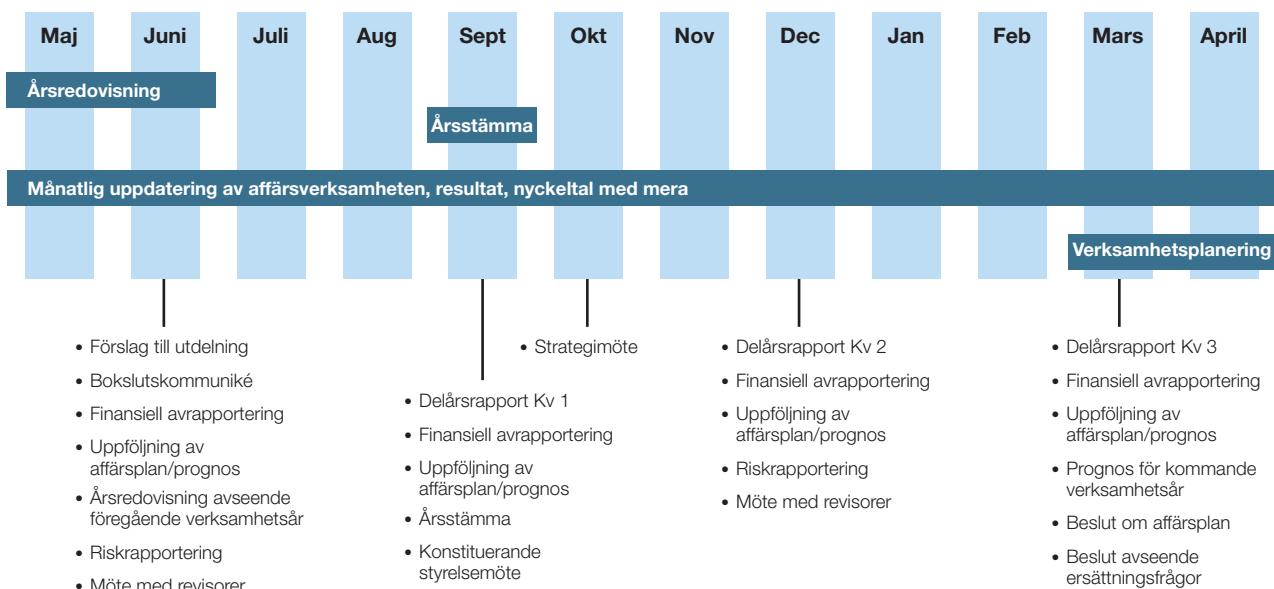 Maj Juni Juli Aug Sept Okt Nov Dec Jan Feb Mars April
Årsredovisning
Årsstämma
Månatlig uppdatering av affärsverksamheten, resultat, nyckeltal med mera
Verksamhetsplanering
• Förslag till utdelning
• Bokslutskommuniké
• Finansiell avrapportering
• Uppföljning av
affärsplan/prognos
• Årsredovisning avseende
föregående verksamhetsår
• Riskrapportering
• Möte med revisorer
• Delårsrapport Kv 1
• Finansiell avrapportering
• Uppföljning av
affärsplan/prognos
• Årsstämma
• Konstituerande
styrelsemöte
• Strategimöte
• Delårsrapport Kv 2
• Finansiell avrapportering
• Uppföljning av
affärsplan/prognos
• Riskrapportering
• Möte med revisorer
• Delårsrapport Kv 3
• Finansiell avrapportering
• Uppföljning av
affärsplan/prognos
• Prognos för kommande
verksamhetsår
• Beslut om affärsplan
• Beslut avseende
ersättningsfrågor